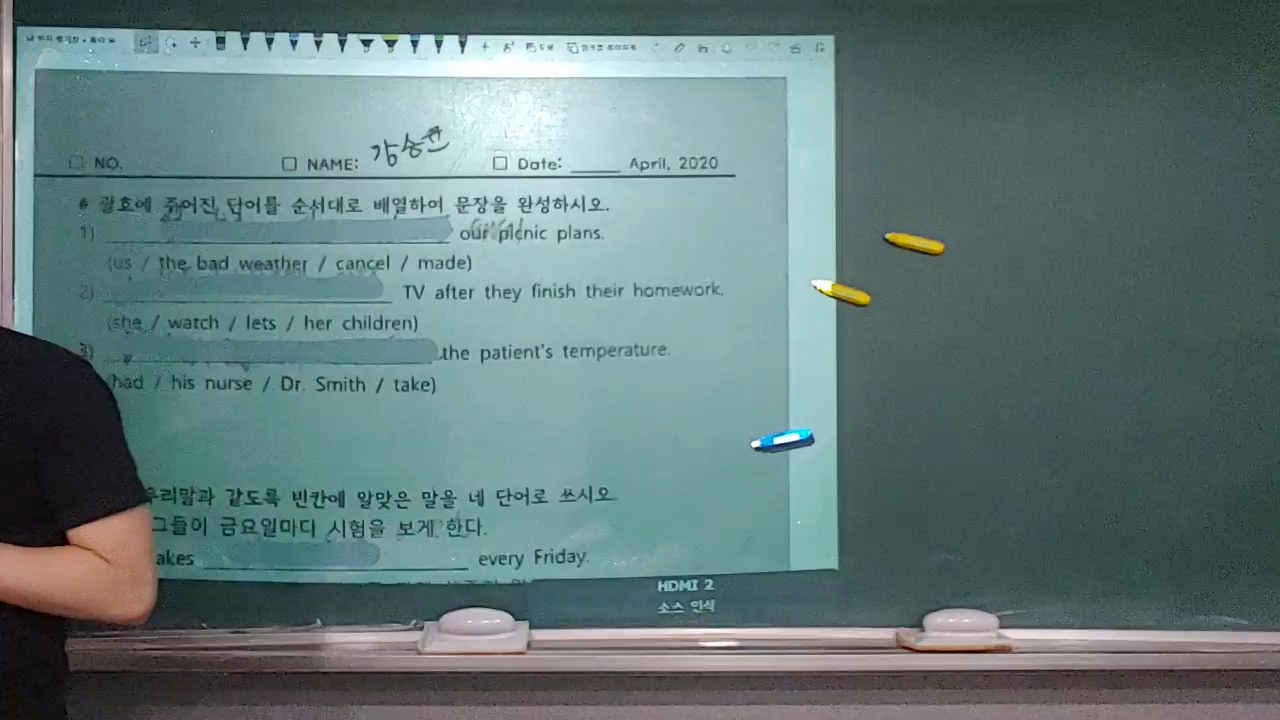 □ NO. □ NAME: 강승균 □ Date: _____ April, 2020
# 괄호에 주어진 단어를 순서대로 배열하여 문장을 완성하시오.
1) our picnic plans.
(us / the bad weather / cancel / made)
2) TV after they finish their homework.
(she / watch / lets / her children)
3) the patient's temperature.
(had / his nurse / Dr. Smith / take)
우리말과 같도록 빈칸에 알맞은 말을 네 단어로 쓰시오.
그들이 금요일마다 시험을 보게 한다.
akes every Friday.
HDMI 2
소스 인식